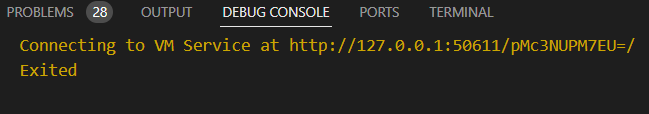 PROBLEMS 28 OUTPUT DEBUG CONSOLE PORTS TERMINAL
Connecting to VM Service at http://127.0.0.1:50611/pMc3NUPM7EU=/
Exited